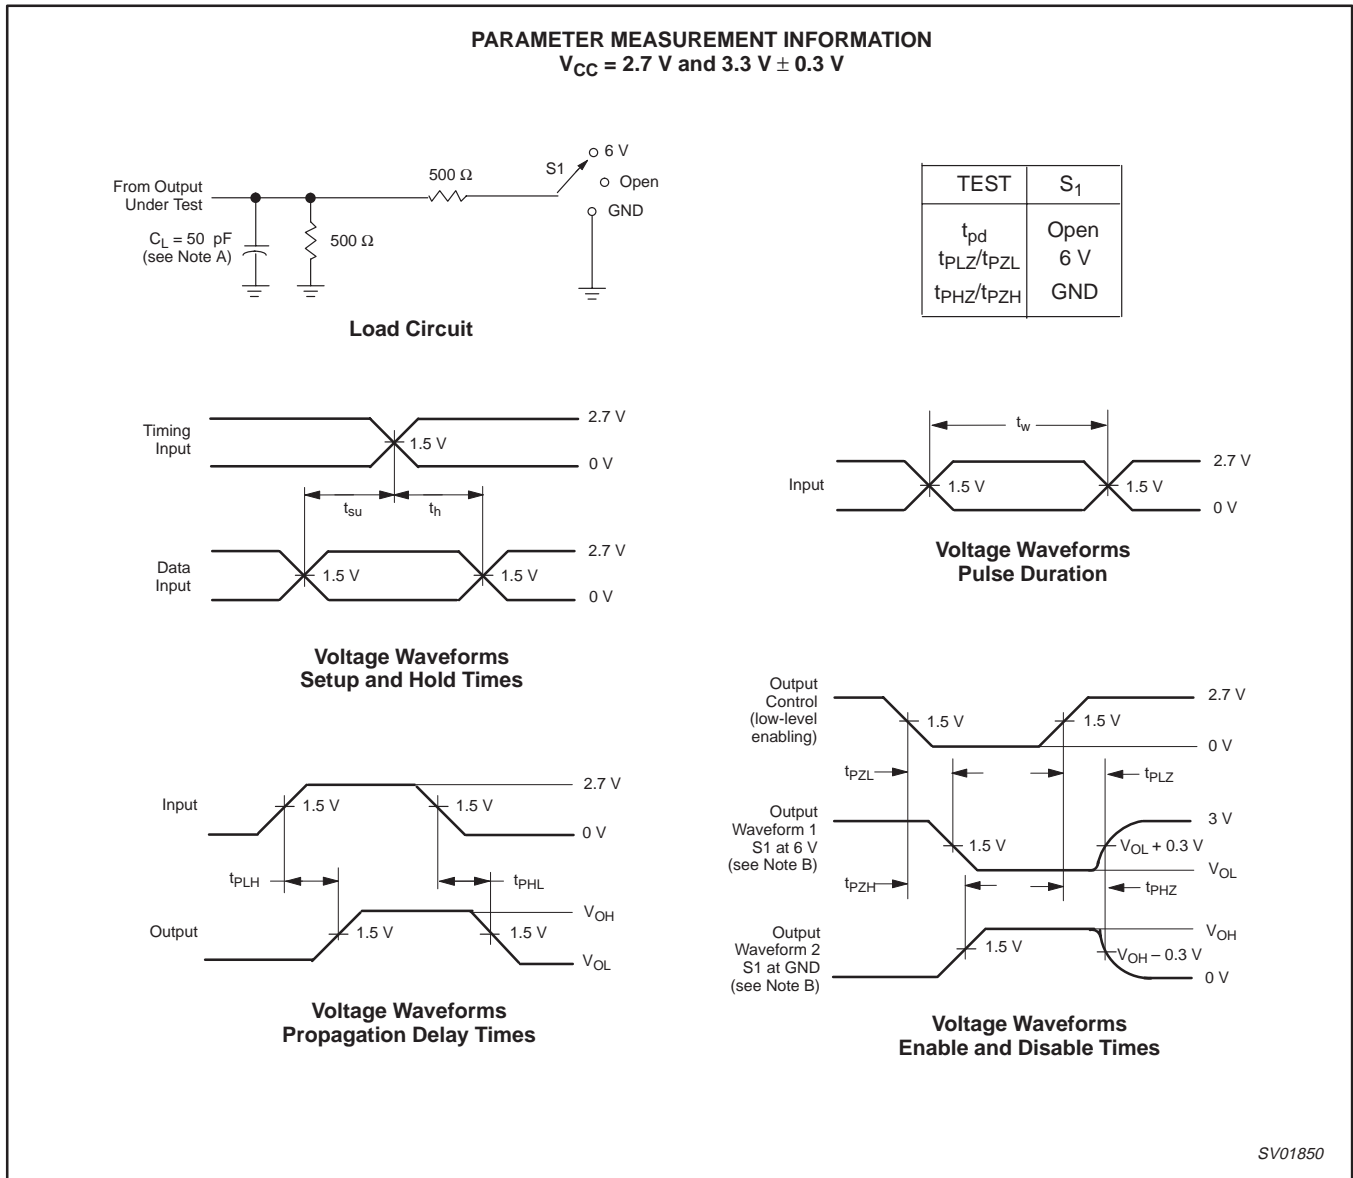 PARAMETER MEASUREMENT INFORMATION
VCC = 2.7 V and 3.3 V ± 0.3 V
From Output
Under Test
CL = 50 pF
(see Note A)
500 Ω
500 Ω
S1
6 V
Open
GND
Load Circuit
TEST S1
tpd Open
tPLZ/tPZL 6 V
tPHZ/tPZH GND
Timing
Input
1.5 V
2.7 V
0 V
tsu
th
Data
Input
1.5 V
1.5 V
2.7 V
0 V
Voltage Waveforms
Setup and Hold Times
tw
Input
1.5 V
1.5 V
2.7 V
0 V
Voltage Waveforms
Pulse Duration
Input
1.5 V
1.5 V
2.7 V
0 V
tPLH
tPHL
Output
1.5 V
1.5 V
VOH
VOL
Voltage Waveforms
Propagation Delay Times
Output
Control
(low-level
enabling)
1.5 V
1.5 V
2.7 V
0 V
tPZL
tPLZ
Output
Waveform 1
S1 at 6 V
(see Note B)
1.5 V
3 V
VOL + 0.3 V
VOL
tPZH
tPHZ
Output
Waveform 2
S1 at GND
(see Note B)
1.5 V
VOH
VOH – 0.3 V
0 V
Voltage Waveforms
Enable and Disable Times
SV01850